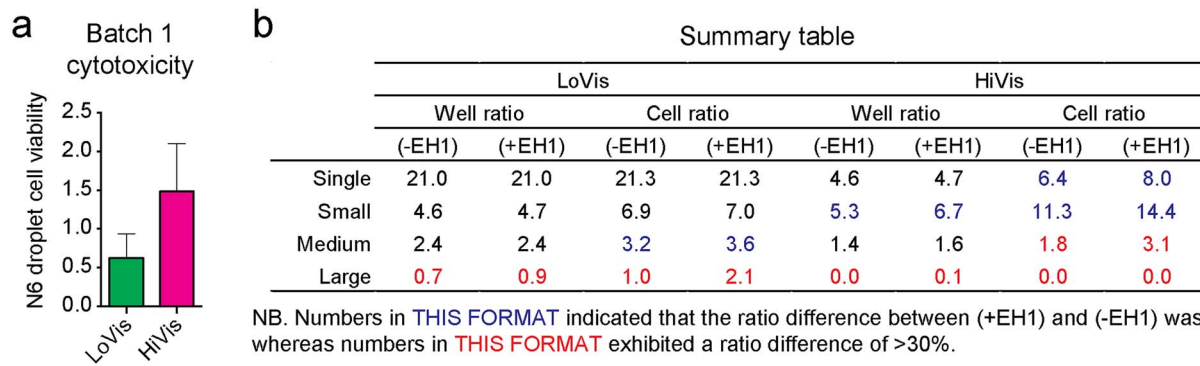 a
Batch 1
cytotoxicity
N6 droplet cell viability
2.5
2.0
1.5
1.0
0.5
0.0
LoVis
HiVis
b
Summary table
LoVis HiVis
Well ratio Cell ratio Well ratio Cell ratio
(-EH1) (+EH1) (-EH1) (+EH1) (-EH1) (+EH1) (-EH1) (+EH1)
Single 21.0 21.0 21.3 21.3 4.6 4.7 6.4 8.0
Small 4.6 4.7 6.9 7.0 5.3 6.7 11.3 14.4
Medium 2.4 2.4 3.2 3.6 1.4 1.6 1.8 3.1
Large 0.7 0.9 1.0 2.1 0.0 0.1 0.0 0.0
NB. Numbers in THIS FORMAT indicated that the ratio difference between (+EH1) and (-EH1) was
whereas numbers in THIS FORMAT exhibited a ratio difference of >30%.